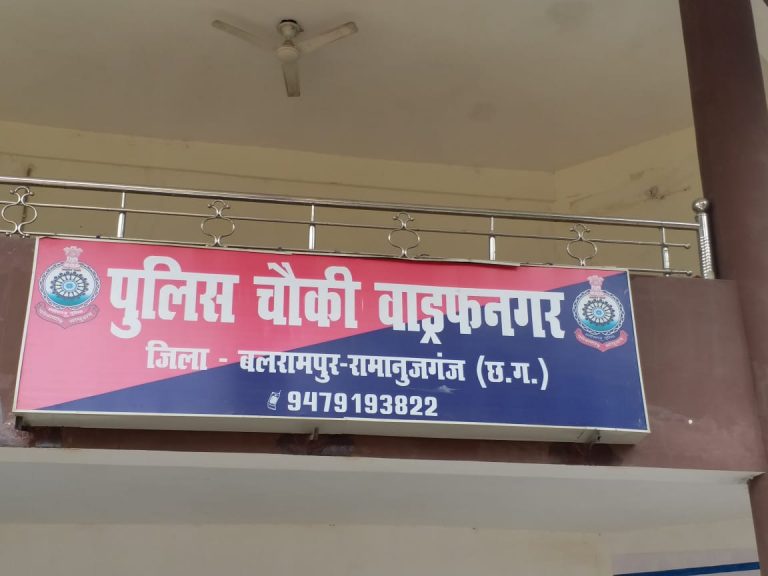 पुलिस चौकी वाड्रफनगर
जिला - बलरामपुर-रामानुजगंज (छ.ग.)
9479193822